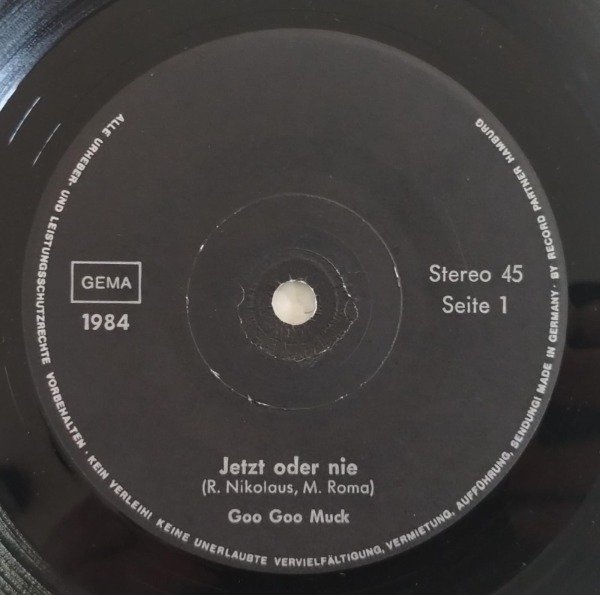 ALLE URHEBER- UND LEISTUNGSSCHUTZRECHTE VORBEHALTEN · KEIN VERLEIH! KEINE UNERLAUBTE VERVIELFÄLTIGUNG, VERMIETUNG, AUFFÜHRUNG, SENDUNG! MADE IN GERMANY · BY RECORD PARTNER HAMBURG
GEMA
1984
Stereo 45
Seite 1
Jetzt oder nie
(R. Nikolaus, M. Roma)
Goo Goo Muck